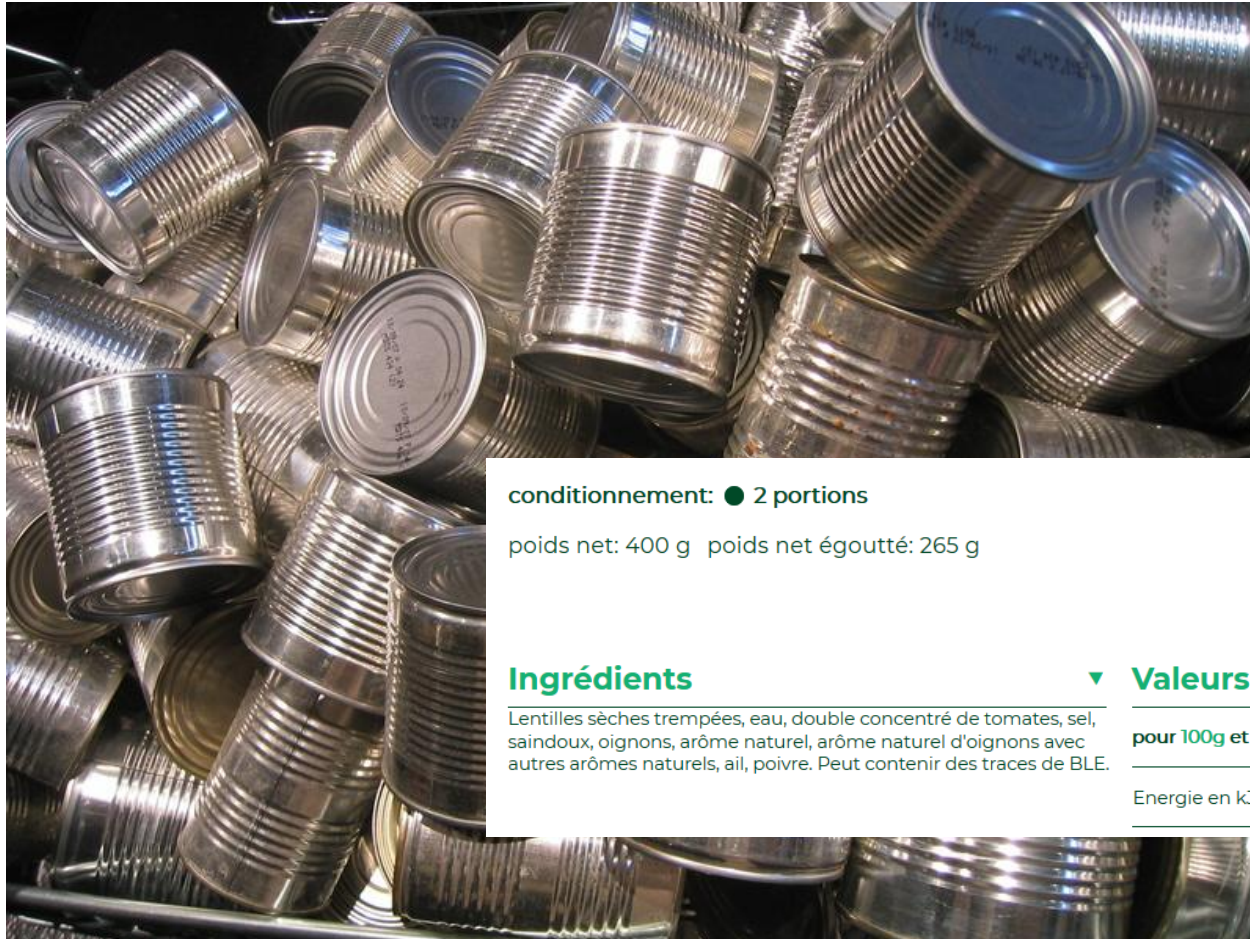 conditionnement: 2 portions
poids net: 400 g poids net égoutté: 265 g
Ingrédients
Valeurs
Lentilles sèches trempées, eau, double concentré de tomates, sel,
saindoux, oignons, arôme naturel, arôme naturel d'oignons avec
autres arômes naturels, ail, poivre. Peut contenir des traces de BLE.
pour 100g et
Energie en kJ